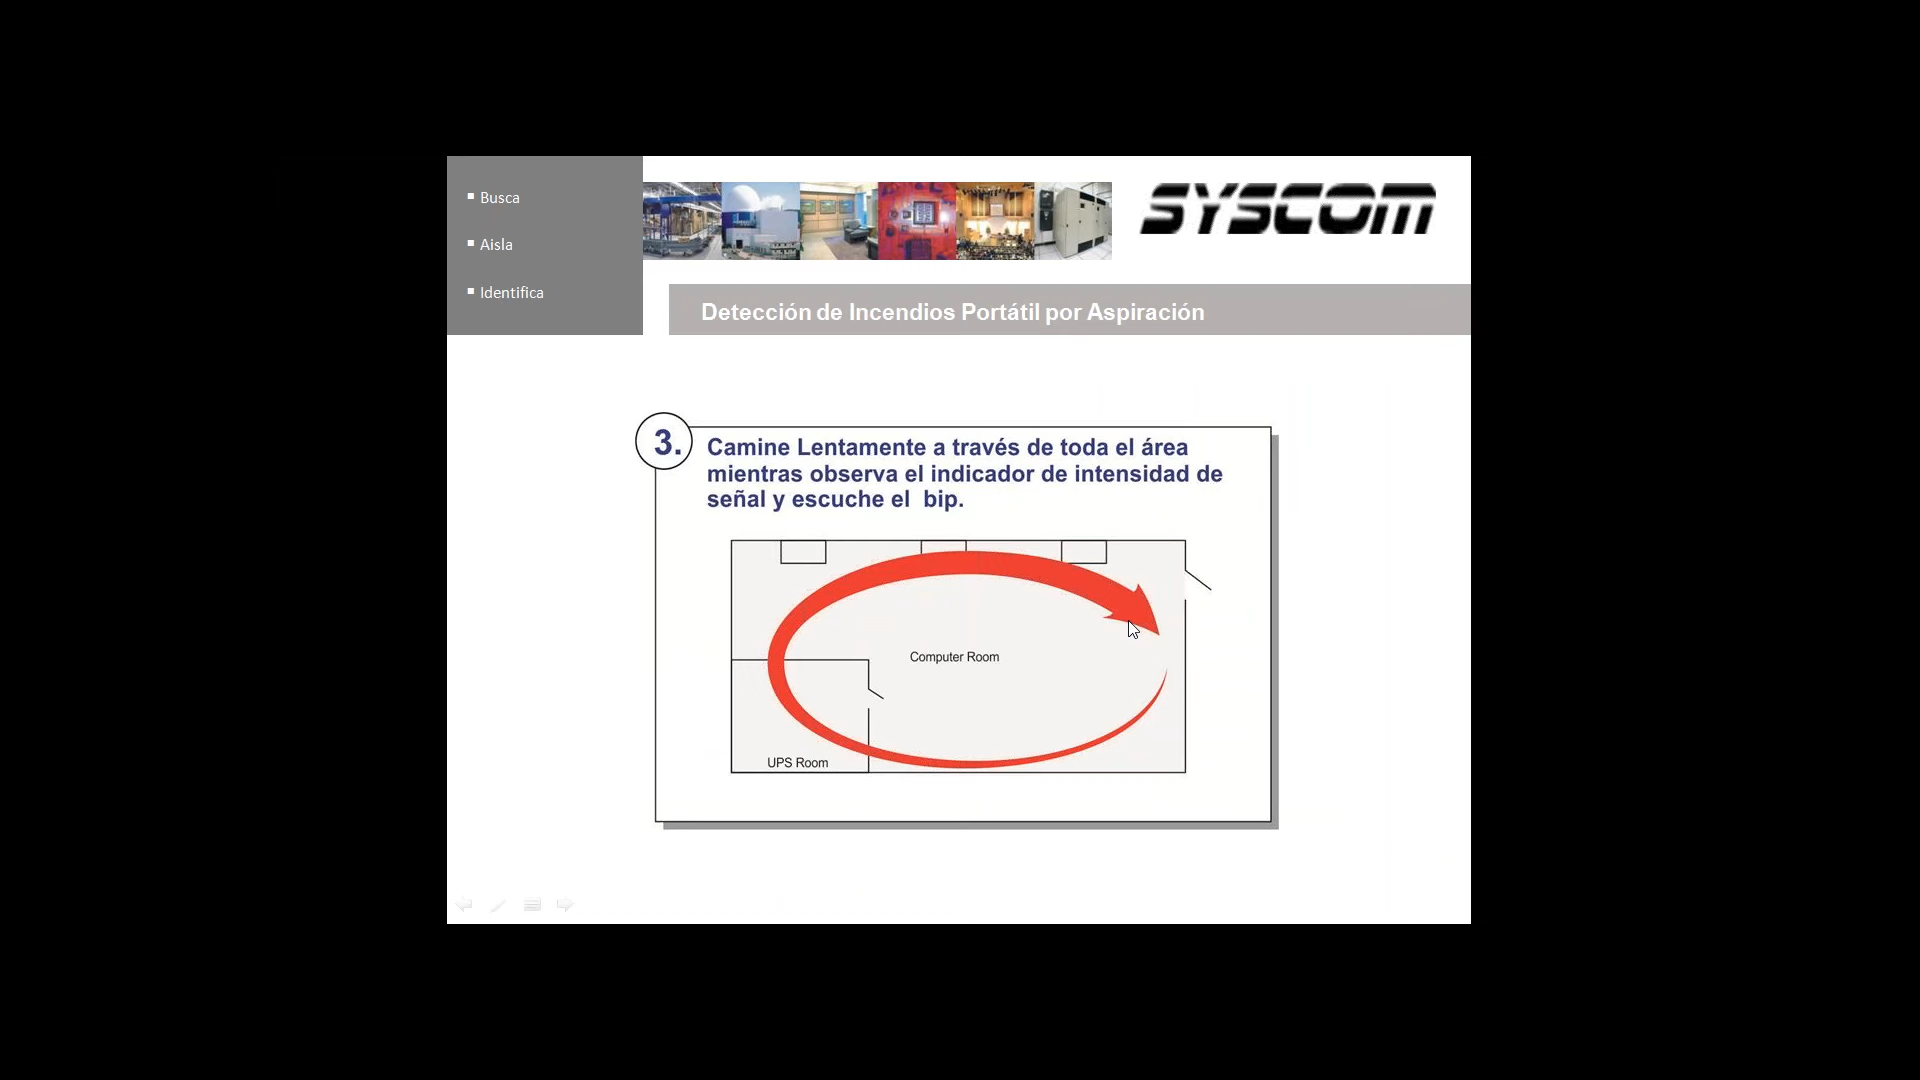 Busca
Aisla
Identifica
SYSCOM
Detección de Incendios Portátil por Aspiración
3.
Camine Lentamente a través de toda el área
mientras observa el indicador de intensidad de
señal y escuche el  bip.
Computer Room
UPS Room